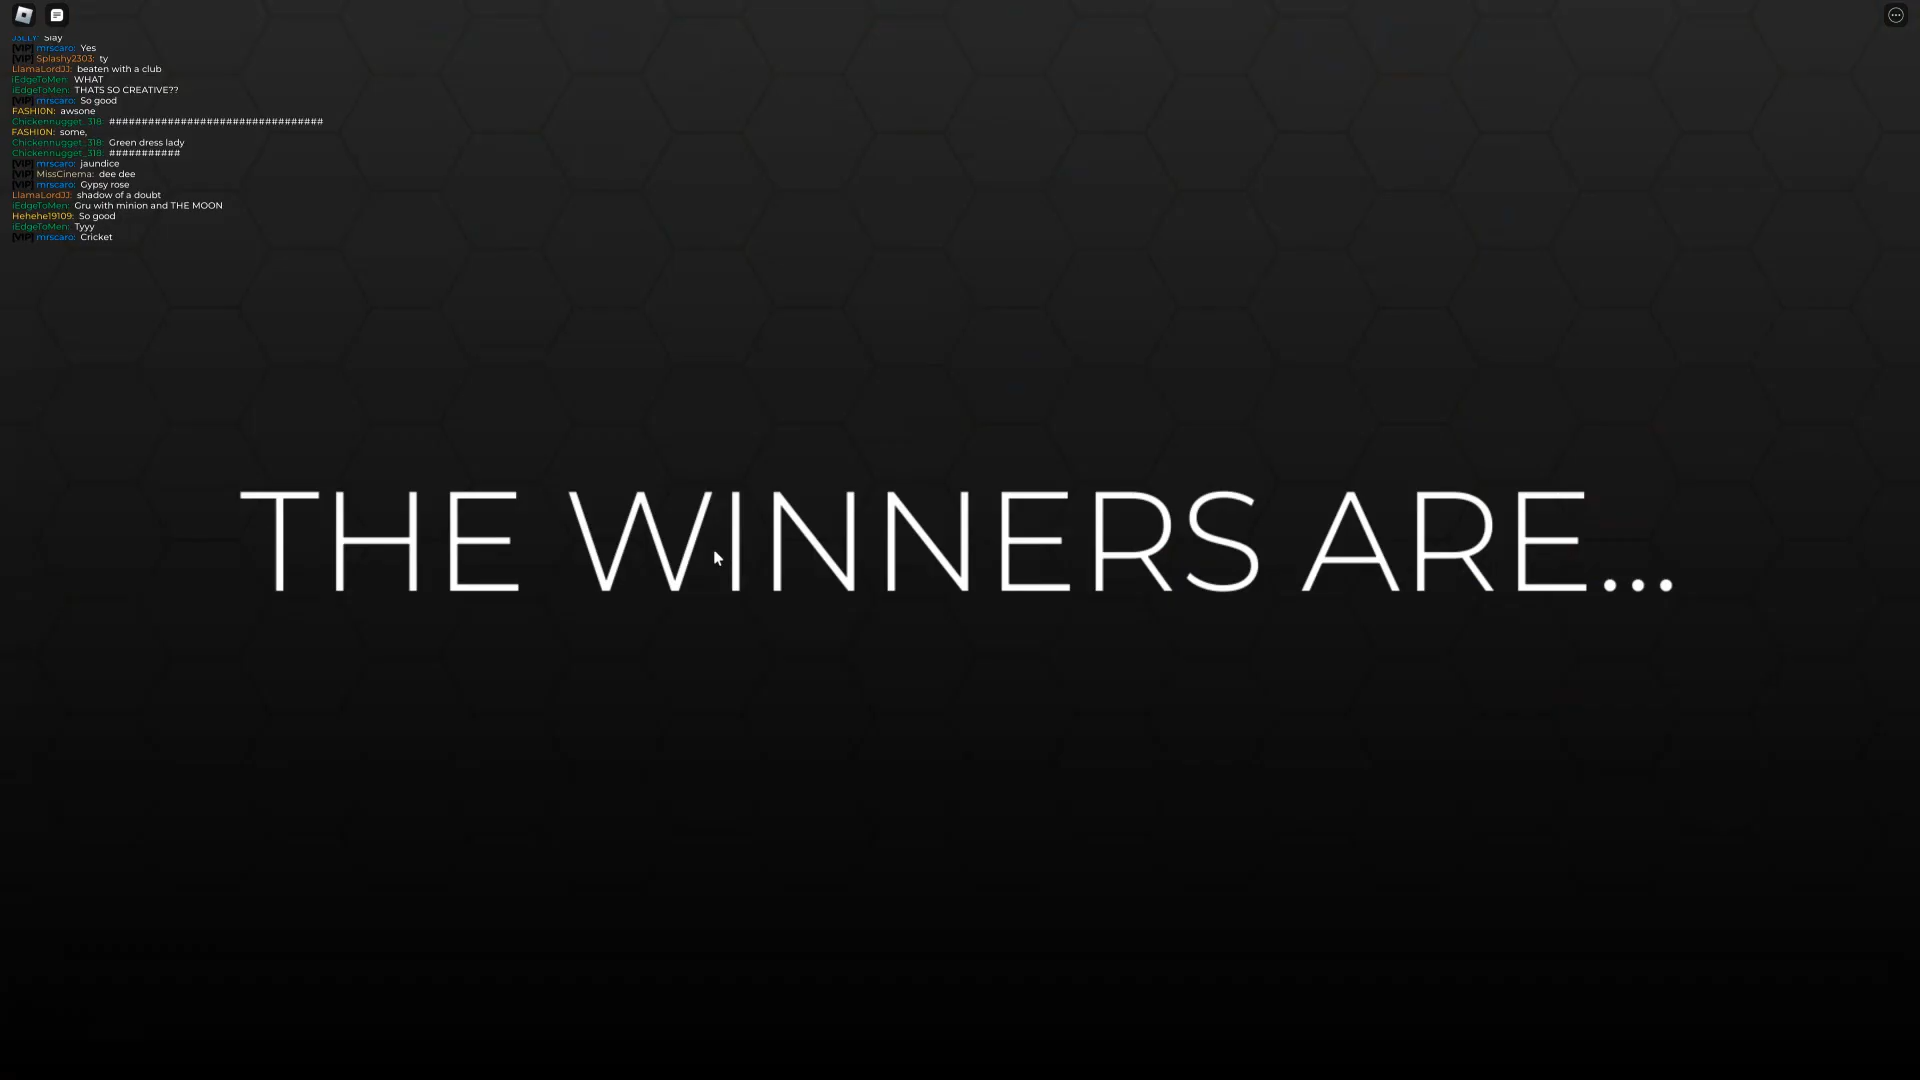 J3LLY: Slay
[VIP] mrscaro: Yes
[VIP] Splashy2303: ty
LlamaLordJJ: beaten with a club
iEdgeToMen: WHAT
iEdgeToMen: THATS SO CREATIVE??
[VIP] mrscaro: So good
FASHI0N: awsone
Chickennugget_318: #################################
FASHI0N: some,
Chickennugget_318: Green dress lady
Chickennugget_318: ###########
[VIP] mrscaro: jaundice
[VIP] MissCinema: dee dee
[VIP] mrscaro: Gypsy rose
LlamaLordJJ: shadow of a doubt
iEdgeToMen: Gru with minion and THE MOON
Hehehe19109: So good
iEdgeToMen: Tyyy
[VIP] mrscaro: Cricket
THE WINNERS ARE...